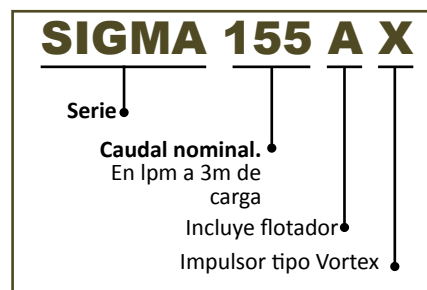 SIGMA 155 A X
Serie
Caudal nominal.
En lpm a 3m de
carga
Incluye flotador
Impulsor tipo Vortex